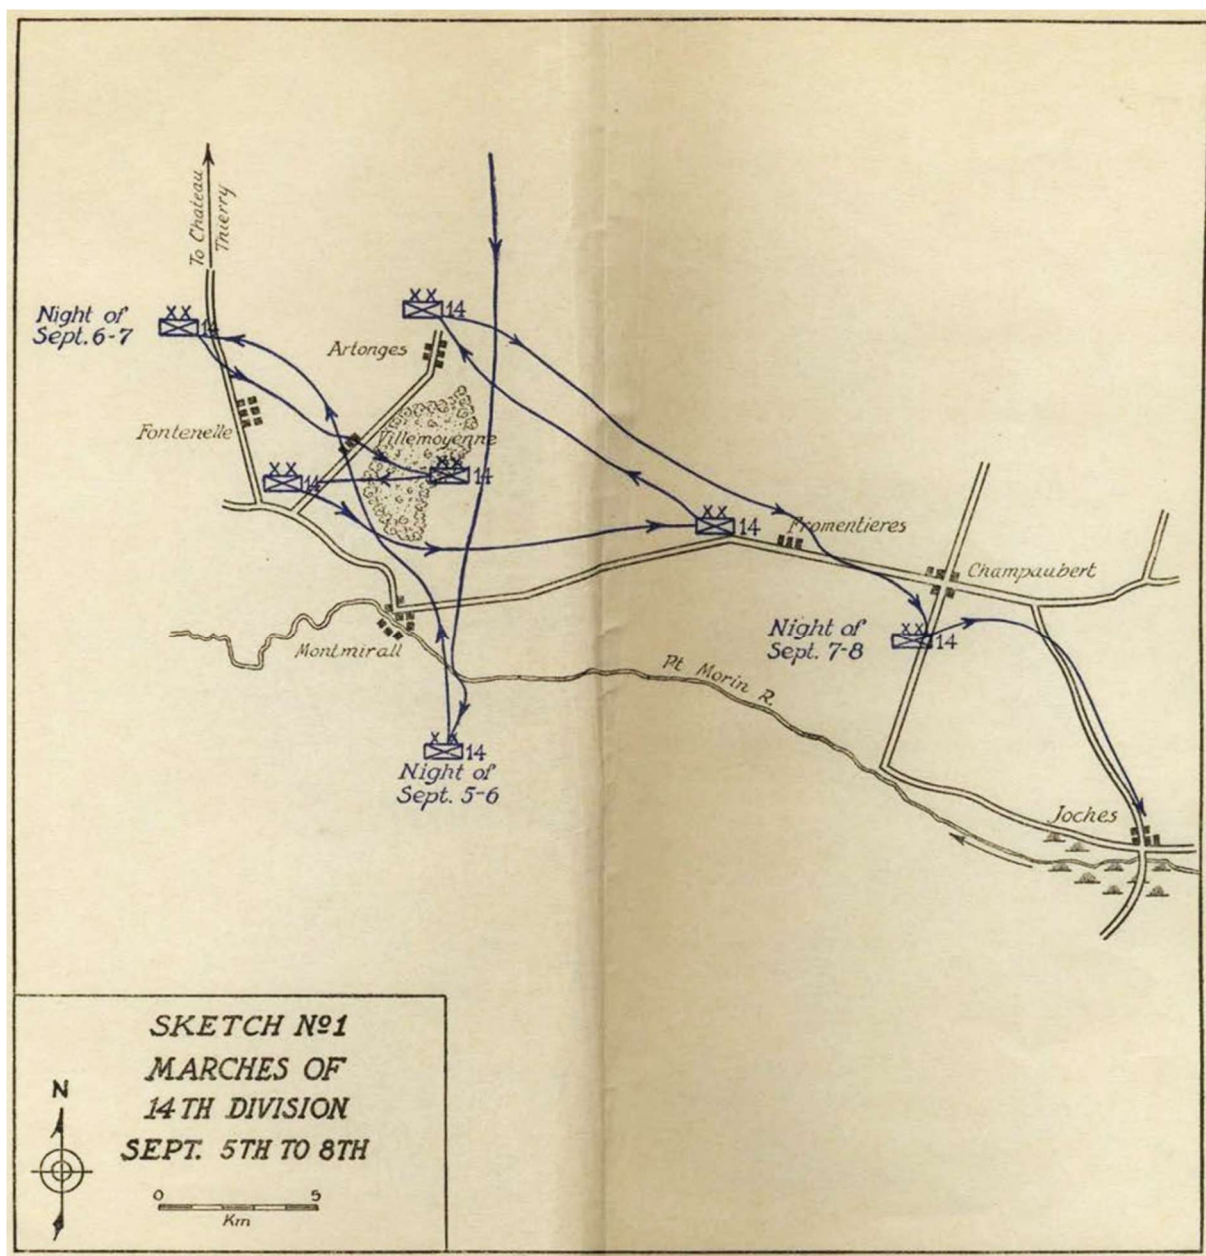 To Chateau
Thierry
Night of
Sept. 6-7
X X
14
X X
14
Artonges
Fontenelle
Villemoyenne
X X
14
X X
14
X X
14
Fromentieres
Champaubert
Night of
Sept. 7-8
X X
14
Montmirall
Pt Morin R.
X X
14
Night of
Sept. 5-6
Joches
SKETCH Nº1
MARCHES OF
14TH DIVISION
SEPT. 5TH TO 8TH
N
0 5
Km